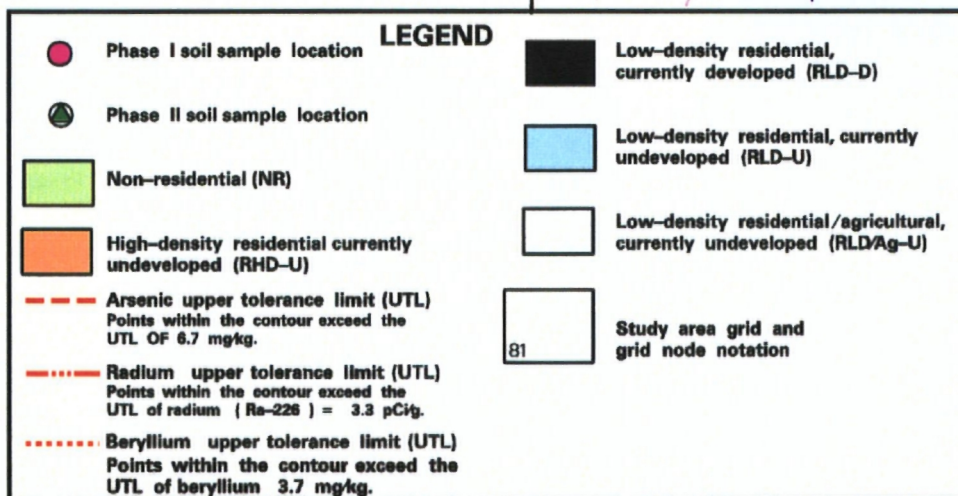 LEGEND
Phase I soil sample location
Phase II soil sample location
Non–residential (NR)
High–density residential currently
undeveloped (RHD–U)
Arsenic upper tolerance limit (UTL)
Points within the contour exceed the
UTL OF 6.7 mg/kg.
Radium upper tolerance limit (UTL)
Points within the contour exceed the
UTL of radium ( Ra–226 ) = 3.3 pCi/g.
Beryllium upper tolerance limit (UTL)
Points within the contour exceed the
UTL of beryllium 3.7 mg/kg.
Low–density residential,
currently developed (RLD–D)
Low–density residential, currently
undeveloped (RLD–U)
Low–density residential/agricultural,
currently undeveloped (RLD/Ag–U)
81
Study area grid and
grid node notation